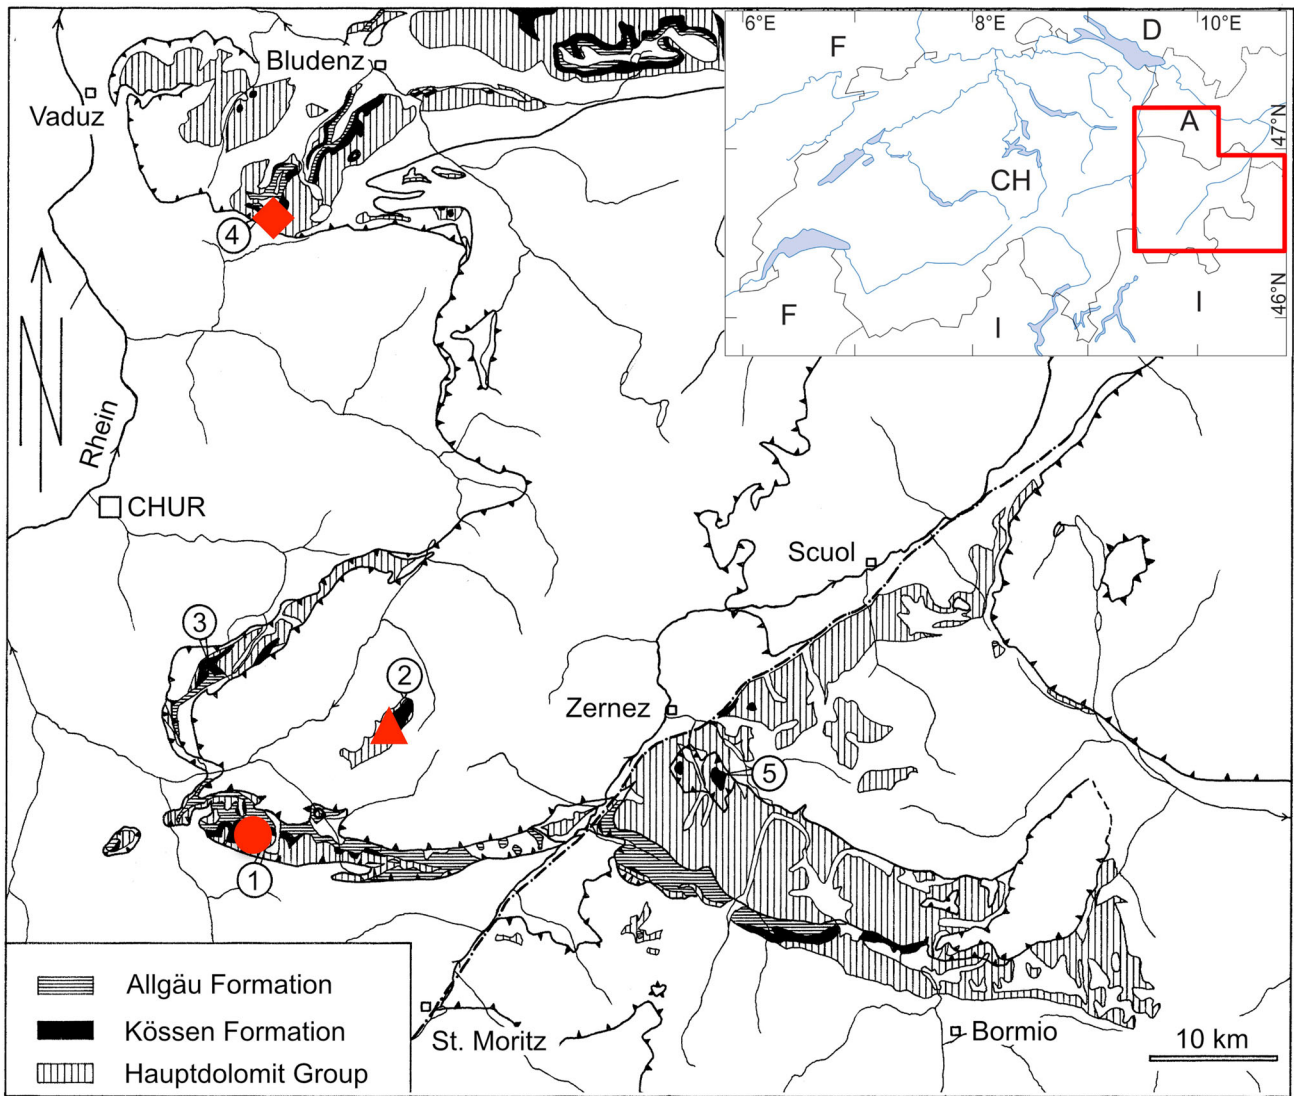 6°E
8°E
10°E
F
D
Bludenz
Vaduz
A
47°N
CH
4
F
I
I
46°N
Rhein
CHUR
Scuol
3
2
Zernez
5
1
Allgäu Formation
Kössen Formation
Hauptdolomit Group
St. Moritz
Bormio
10 km
N